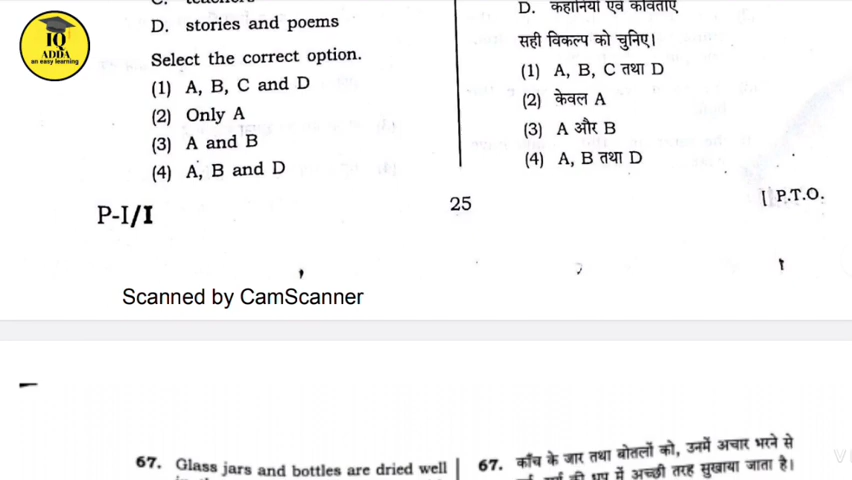 IQ
ADDA
an easy learning
D. stories and poems
Select the correct option.
(1) A, B, C and D
(2) Only A
(3) A and B
(4) A, B and D
P-I/I
D. कहानियाँ एवं कविताएँ
सही विकल्प को चुनिए।
(1) A, B, C तथा D
(2) केवल A
(3) A और B
(4) A, B तथा D
25
[ P.T.O.
Scanned by CamScanner
67. Glass jars and bottles are dried well
67. काँच के जार तथा बोतलों को, उनमें अचार भरने से
में अच्छी तरह सुखाया जाता है।